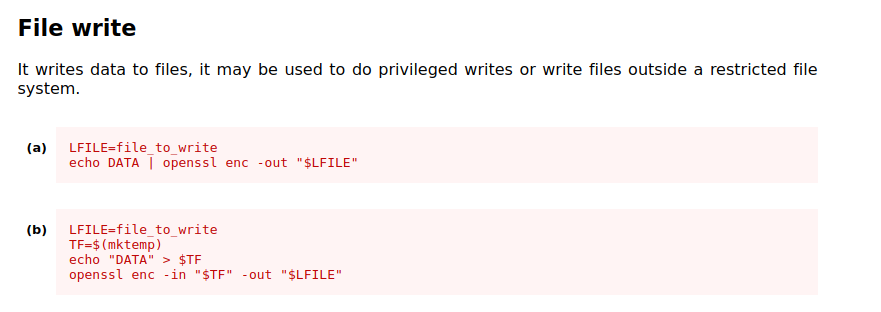 File write
It writes data to files, it may be used to do privileged writes or write files outside a restricted file
system.
(a)
LFILE=file_to_write
echo DATA | openssl enc -out "$LFILE"
(b)
LFILE=file_to_write
TF=$(mktemp)
echo "DATA" > $TF
openssl enc -in "$TF" -out "$LFILE"